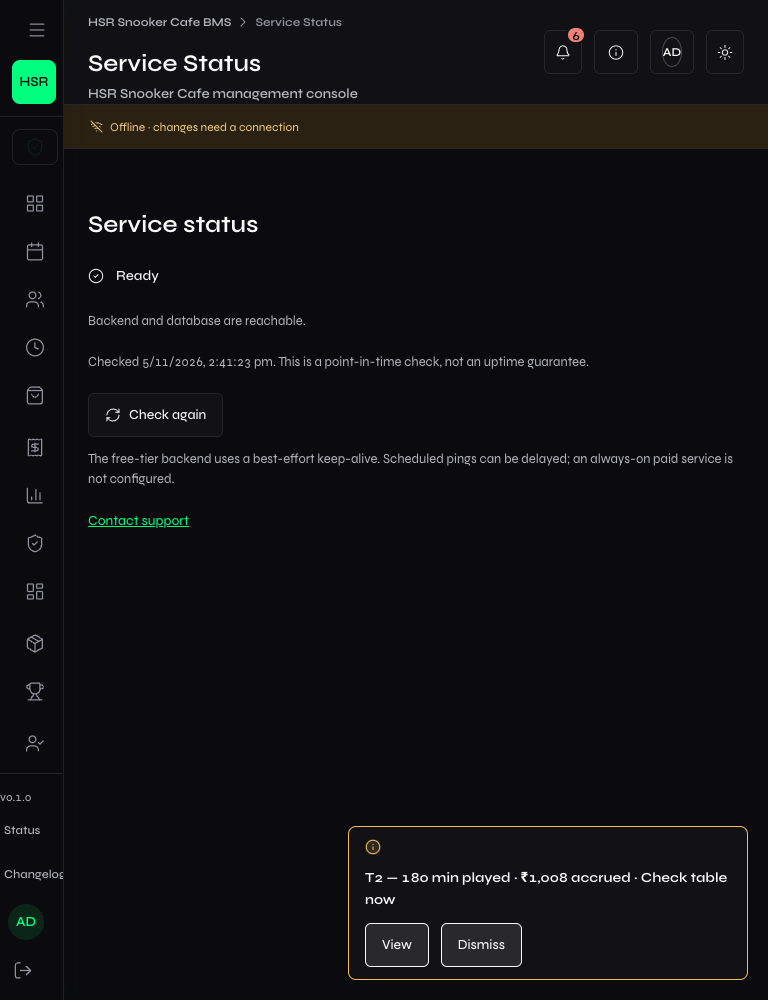 HSR Snooker Cafe BMS > Service Status
Service Status
HSR Snooker Cafe management console
6
AD
HSR
Offline · changes need a connection
Service status
Ready
Backend and database are reachable.
Checked 5/11/2026, 2:41:23 pm. This is a point-in-time check, not an uptime guarantee.
Check again
The free-tier backend uses a best-effort keep-alive. Scheduled pings can be delayed; an always-on paid service is
not configured.
Contact support
v0.1.0
Status
Changelog
AD
T2 — 180 min played · ₹1,008 accrued · Check table
now
View
Dismiss